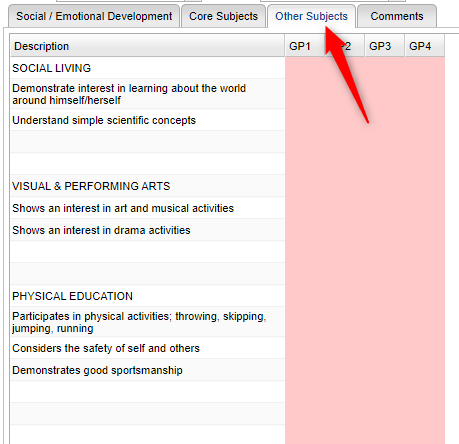 Social / Emotional Development Core Subjects Other Subjects Comments
Description GP1 2 GP3 GP4
SOCIAL LIVING
Demonstrate interest in learning about the world
around himself/herself
Understand simple scientific concepts
VISUAL & PERFORMING ARTS
Shows an interest in art and musical activities
Shows an interest in drama activities
PHYSICAL EDUCATION
Participates in physical activities; throwing, skipping,
jumping, running
Considers the safety of self and others
Demonstrates good sportsmanship